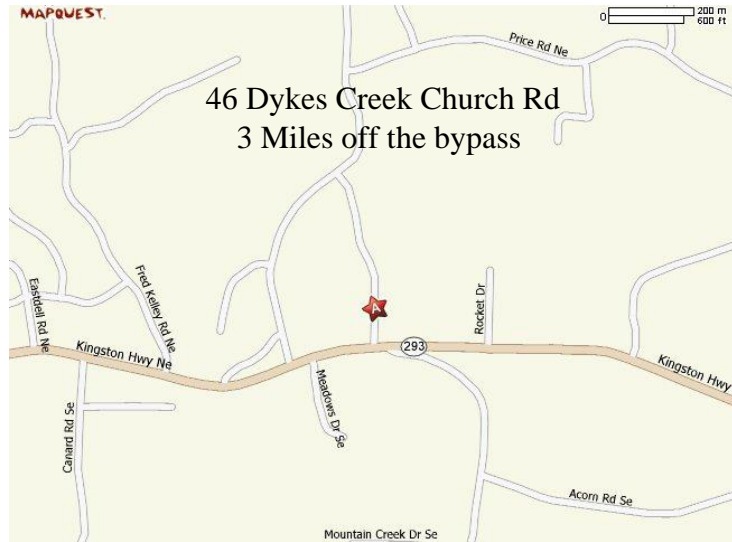 MAPQUEST.
0 200 m
600 ft
Price Rd Ne
46 Dykes Creek Church Rd
3 Miles off the bypass
Eastdell Rd Ne
Fred Kelley Rd Ne
A
Rocket Dr
293
Kingston Hwy Ne
Kingston Hwy
Meadows Dr Se
Canard Rd Se
Acorn Rd Se
Mountain Creek Dr Se